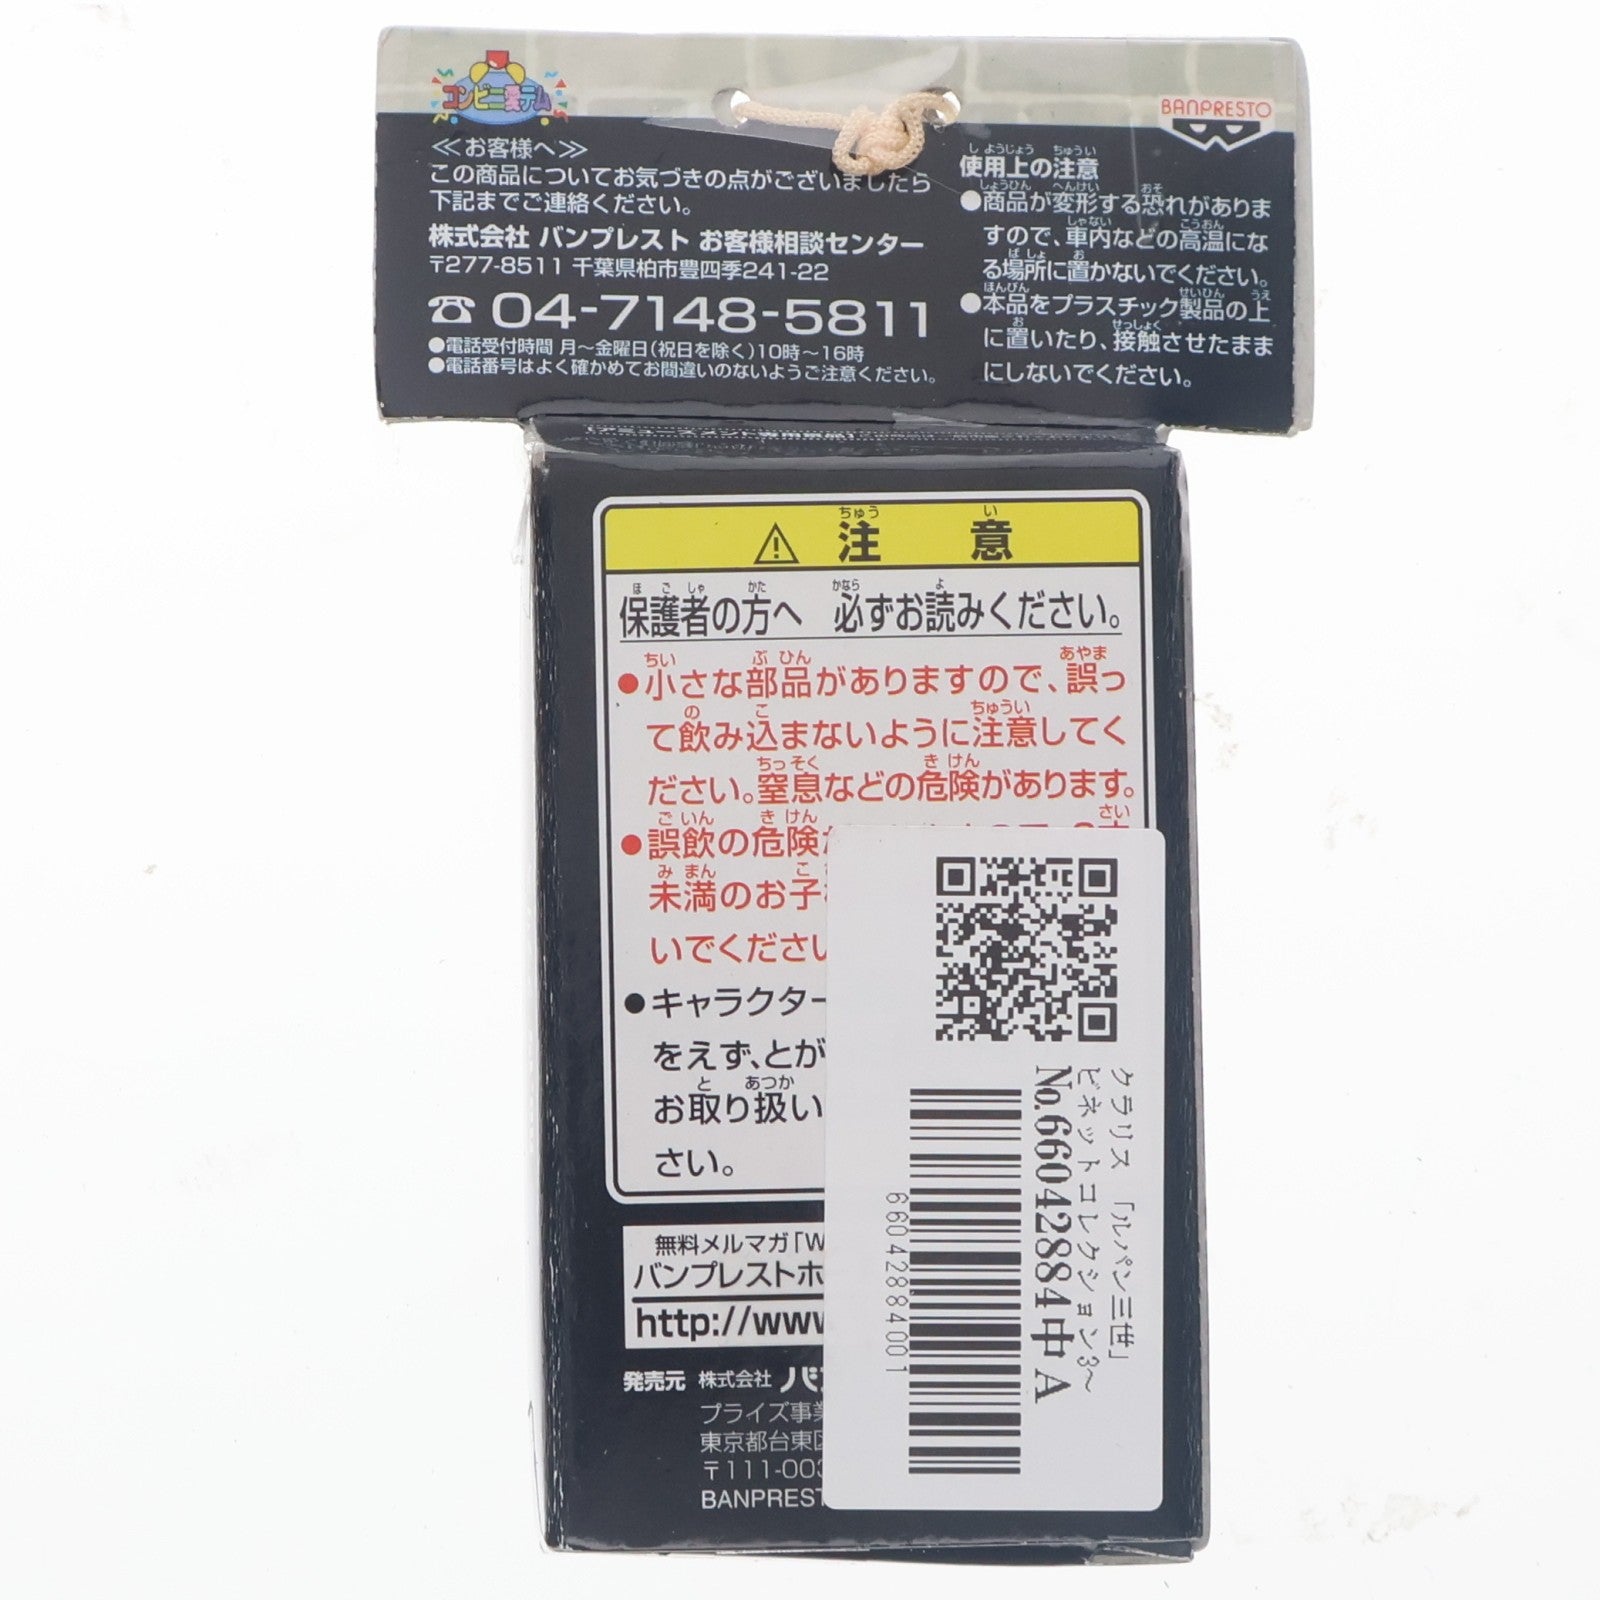 コンビニ愛テム
≪お客様へ≫
この商品についてお気づきの点がございましたら
下記までご連絡ください。
株式会社 バンプレスト お客様相談センター
〒277-8511 千葉県柏市豊四季241-22
☎ 04-7148-5811
●電話受付時間 月〜金曜日(祝日を除く)10時〜16時
●電話番号はよく確かめてお間違いのないようご注意ください。
BANPRESTO
使用上の注意
●商品が変形する恐れがありま
すので、車内などの高温にな
る場所に置かないでください。
●本品をプラスチック製品の上
に置いたり、接触させたまま
にしないでください。
⚠ 注意
保護者の方へ 必ずお読みください。
●小さな部品がありますので、誤っ
て飲み込まないように注意してく
ださい。窒息などの危険があります。
●誤飲の危険
未満のお子
いでください
●キャラクター
をえず、とが
お取り扱い
さい。
無料メルマガ「W
バンプレストホ
http://www
発売元 株式会社 バ
プライズ事業
東京都台東区
〒111-003
BANPREST
クラリス 「ルパン三世」
ビネットコレクション3〜
No.66042884中 A
66042884001